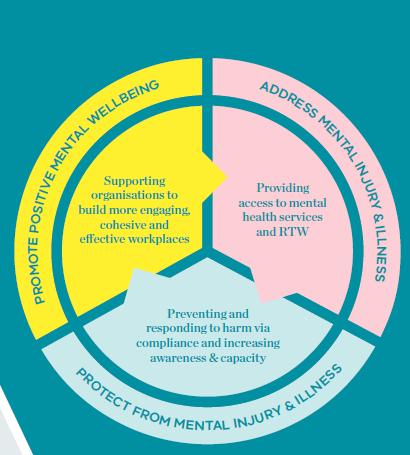 PROMOTE POSITIVE MENTAL WELLBEING
Supporting
organisations to
build more engaging,
cohesive and
effective workplaces
ADDRESS MENTAL INJURY & ILLNESS
Providing
access to mental
health services
and RTW
Preventing and
responding to harm via
compliance and increasing
awareness & capacity
PROTECT FROM MENTAL INJURY & ILLNESS